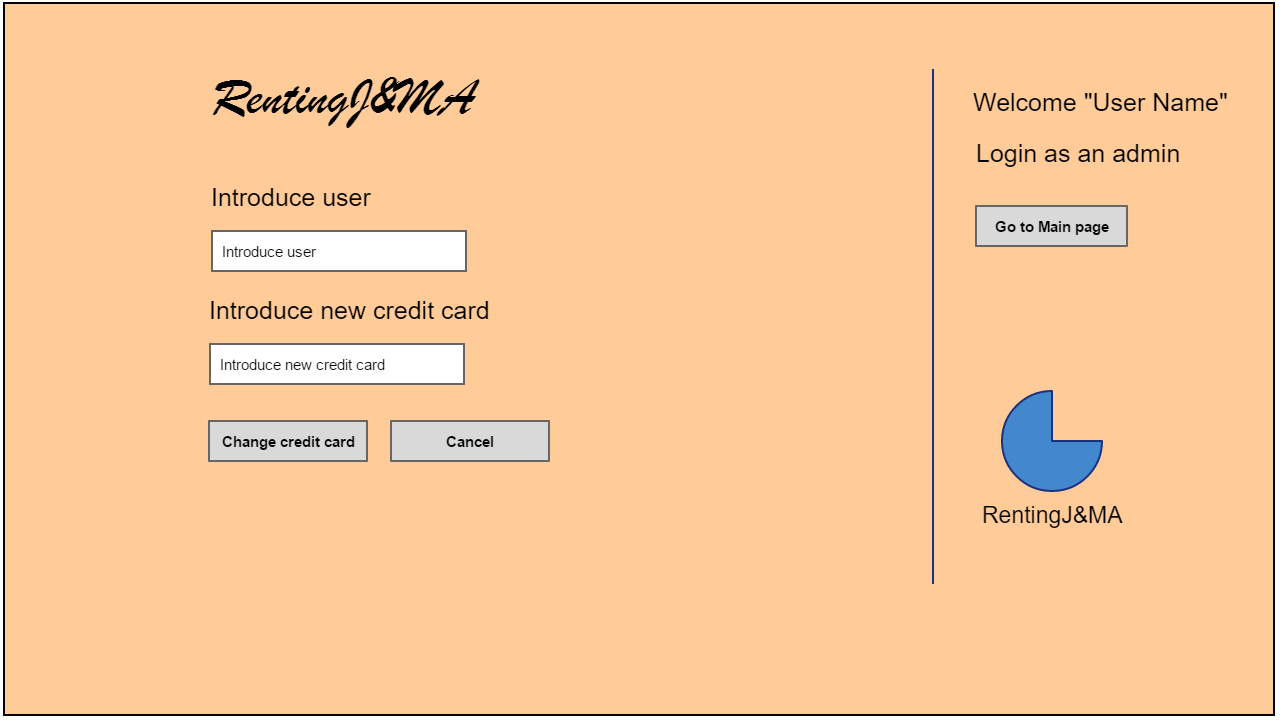 RentingJ&MA
Introduce user
Introduce user
Introduce new credit card
Introduce new credit card
Change credit card
Cancel
Welcome "User Name"
Login as an admin
Go to Main page
RentingJ&MA